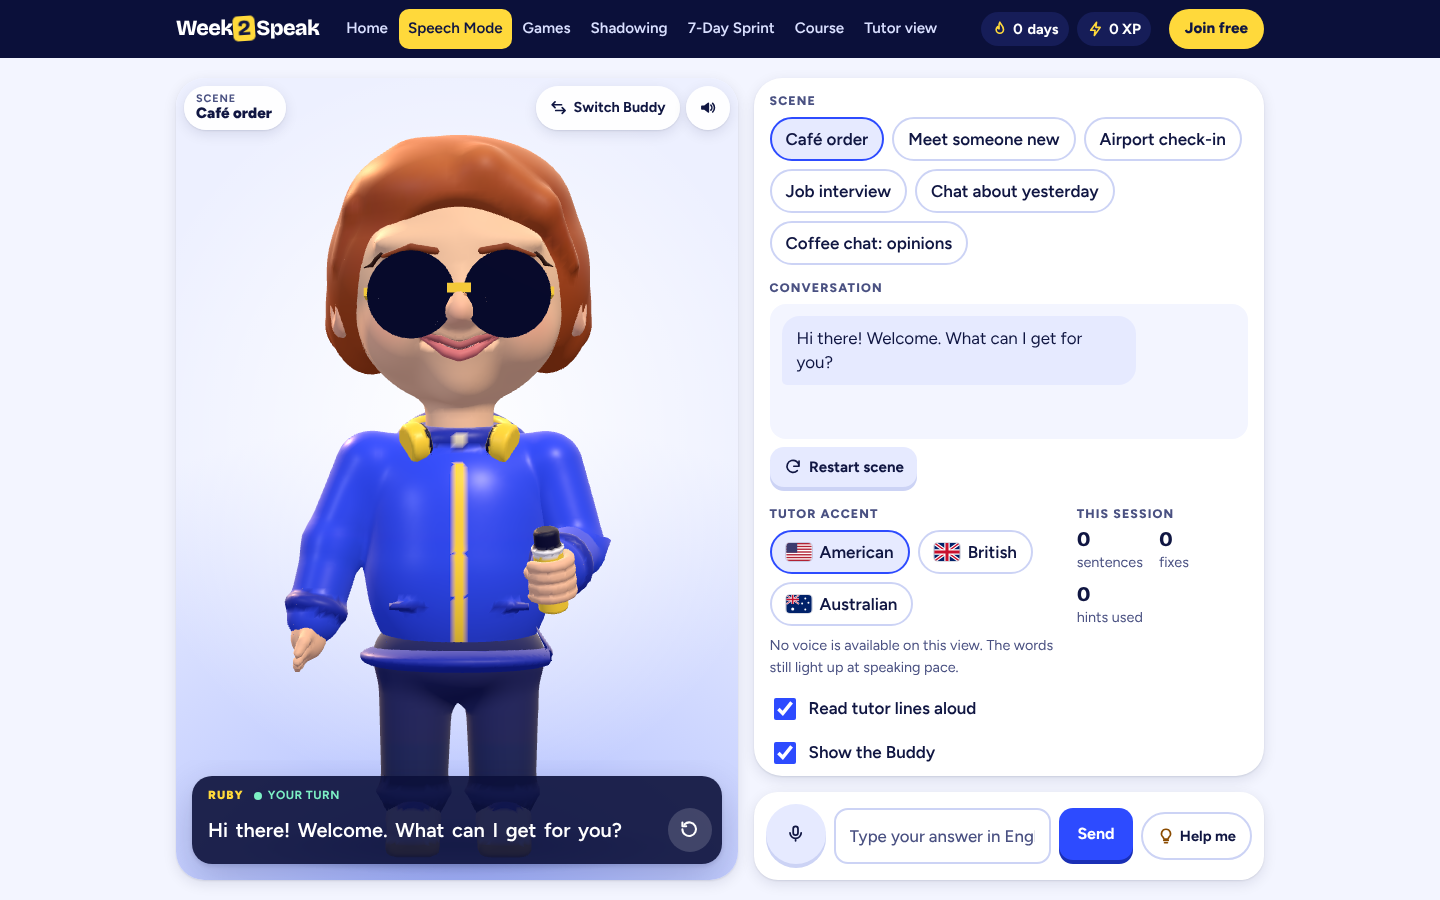 Week2Speak Home Speech Mode Games Shadowing 7-Day Sprint Course Tutor view 0 days 0 XP Join free
SCENE
Café order
Switch Buddy
RUBY YOUR TURN
Hi there! Welcome. What can I get for you?
SCENE
Café order Meet someone new Airport check-in
Job interview Chat about yesterday
Coffee chat: opinions
CONVERSATION
Hi there! Welcome. What can I get for
you?
Restart scene
TUTOR ACCENT
American British
Australian
No voice is available on this view. The words
still light up at speaking pace.
THIS SESSION
0 0
sentences fixes
0
hints used
Read tutor lines aloud
Show the Buddy
Type your answer in Eng Send Help me